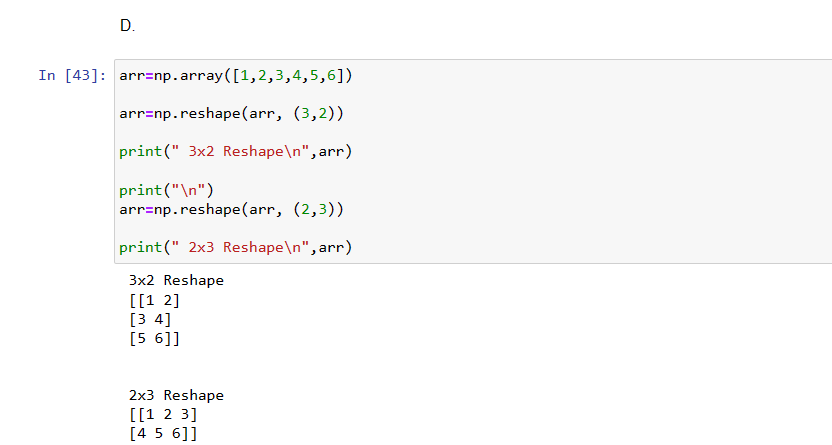 D.
In [43]: arr=np.array([1,2,3,4,5,6])
arr=np.reshape(arr, (3,2))
print(" 3x2 Reshape\n",arr)
print("\n")
arr=np.reshape(arr, (2,3))
print(" 2x3 Reshape\n",arr)
3x2 Reshape
[[1 2]
[3 4]
[5 6]]
2x3 Reshape
[[1 2 3]
[4 5 6]]